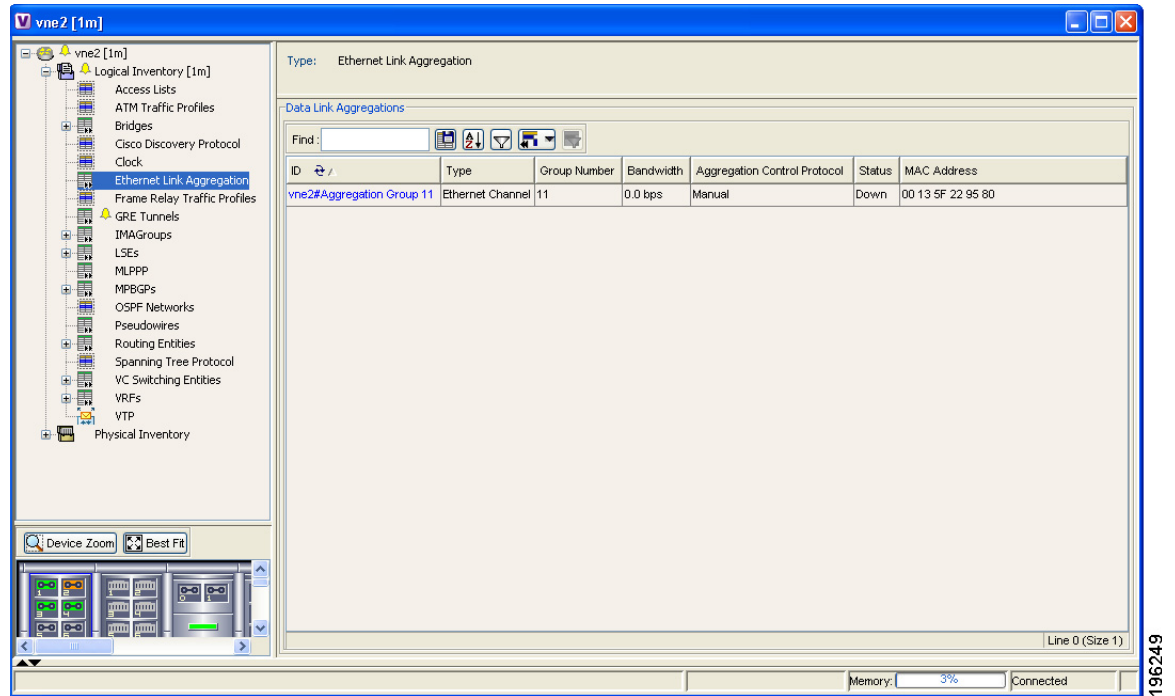 vne2 [1m]
vne2 [1m]
Logical Inventory [1m]
Access Lists
ATM Traffic Profiles
Bridges
Cisco Discovery Protocol
Clock
Ethernet Link Aggregation
Frame Relay Traffic Profiles
GRE Tunnels
IMAGroups
LSEs
MLPPP
MPBGPs
OSPF Networks
Pseudowires
Routing Entities
Spanning Tree Protocol
VC Switching Entities
VRFs
VTP
Physical Inventory
Device Zoom Best Fit
Type: Ethernet Link Aggregation
Data Link Aggregations
Find :
ID Type Group Number Bandwidth Aggregation Control Protocol Status MAC Address
vne2#Aggregation Group 11 Ethernet Channel 11 0.0 bps Manual Down 00 13 5F 22 95 80
Line 0 (Size 1)
Memory: 3% Connected
196249